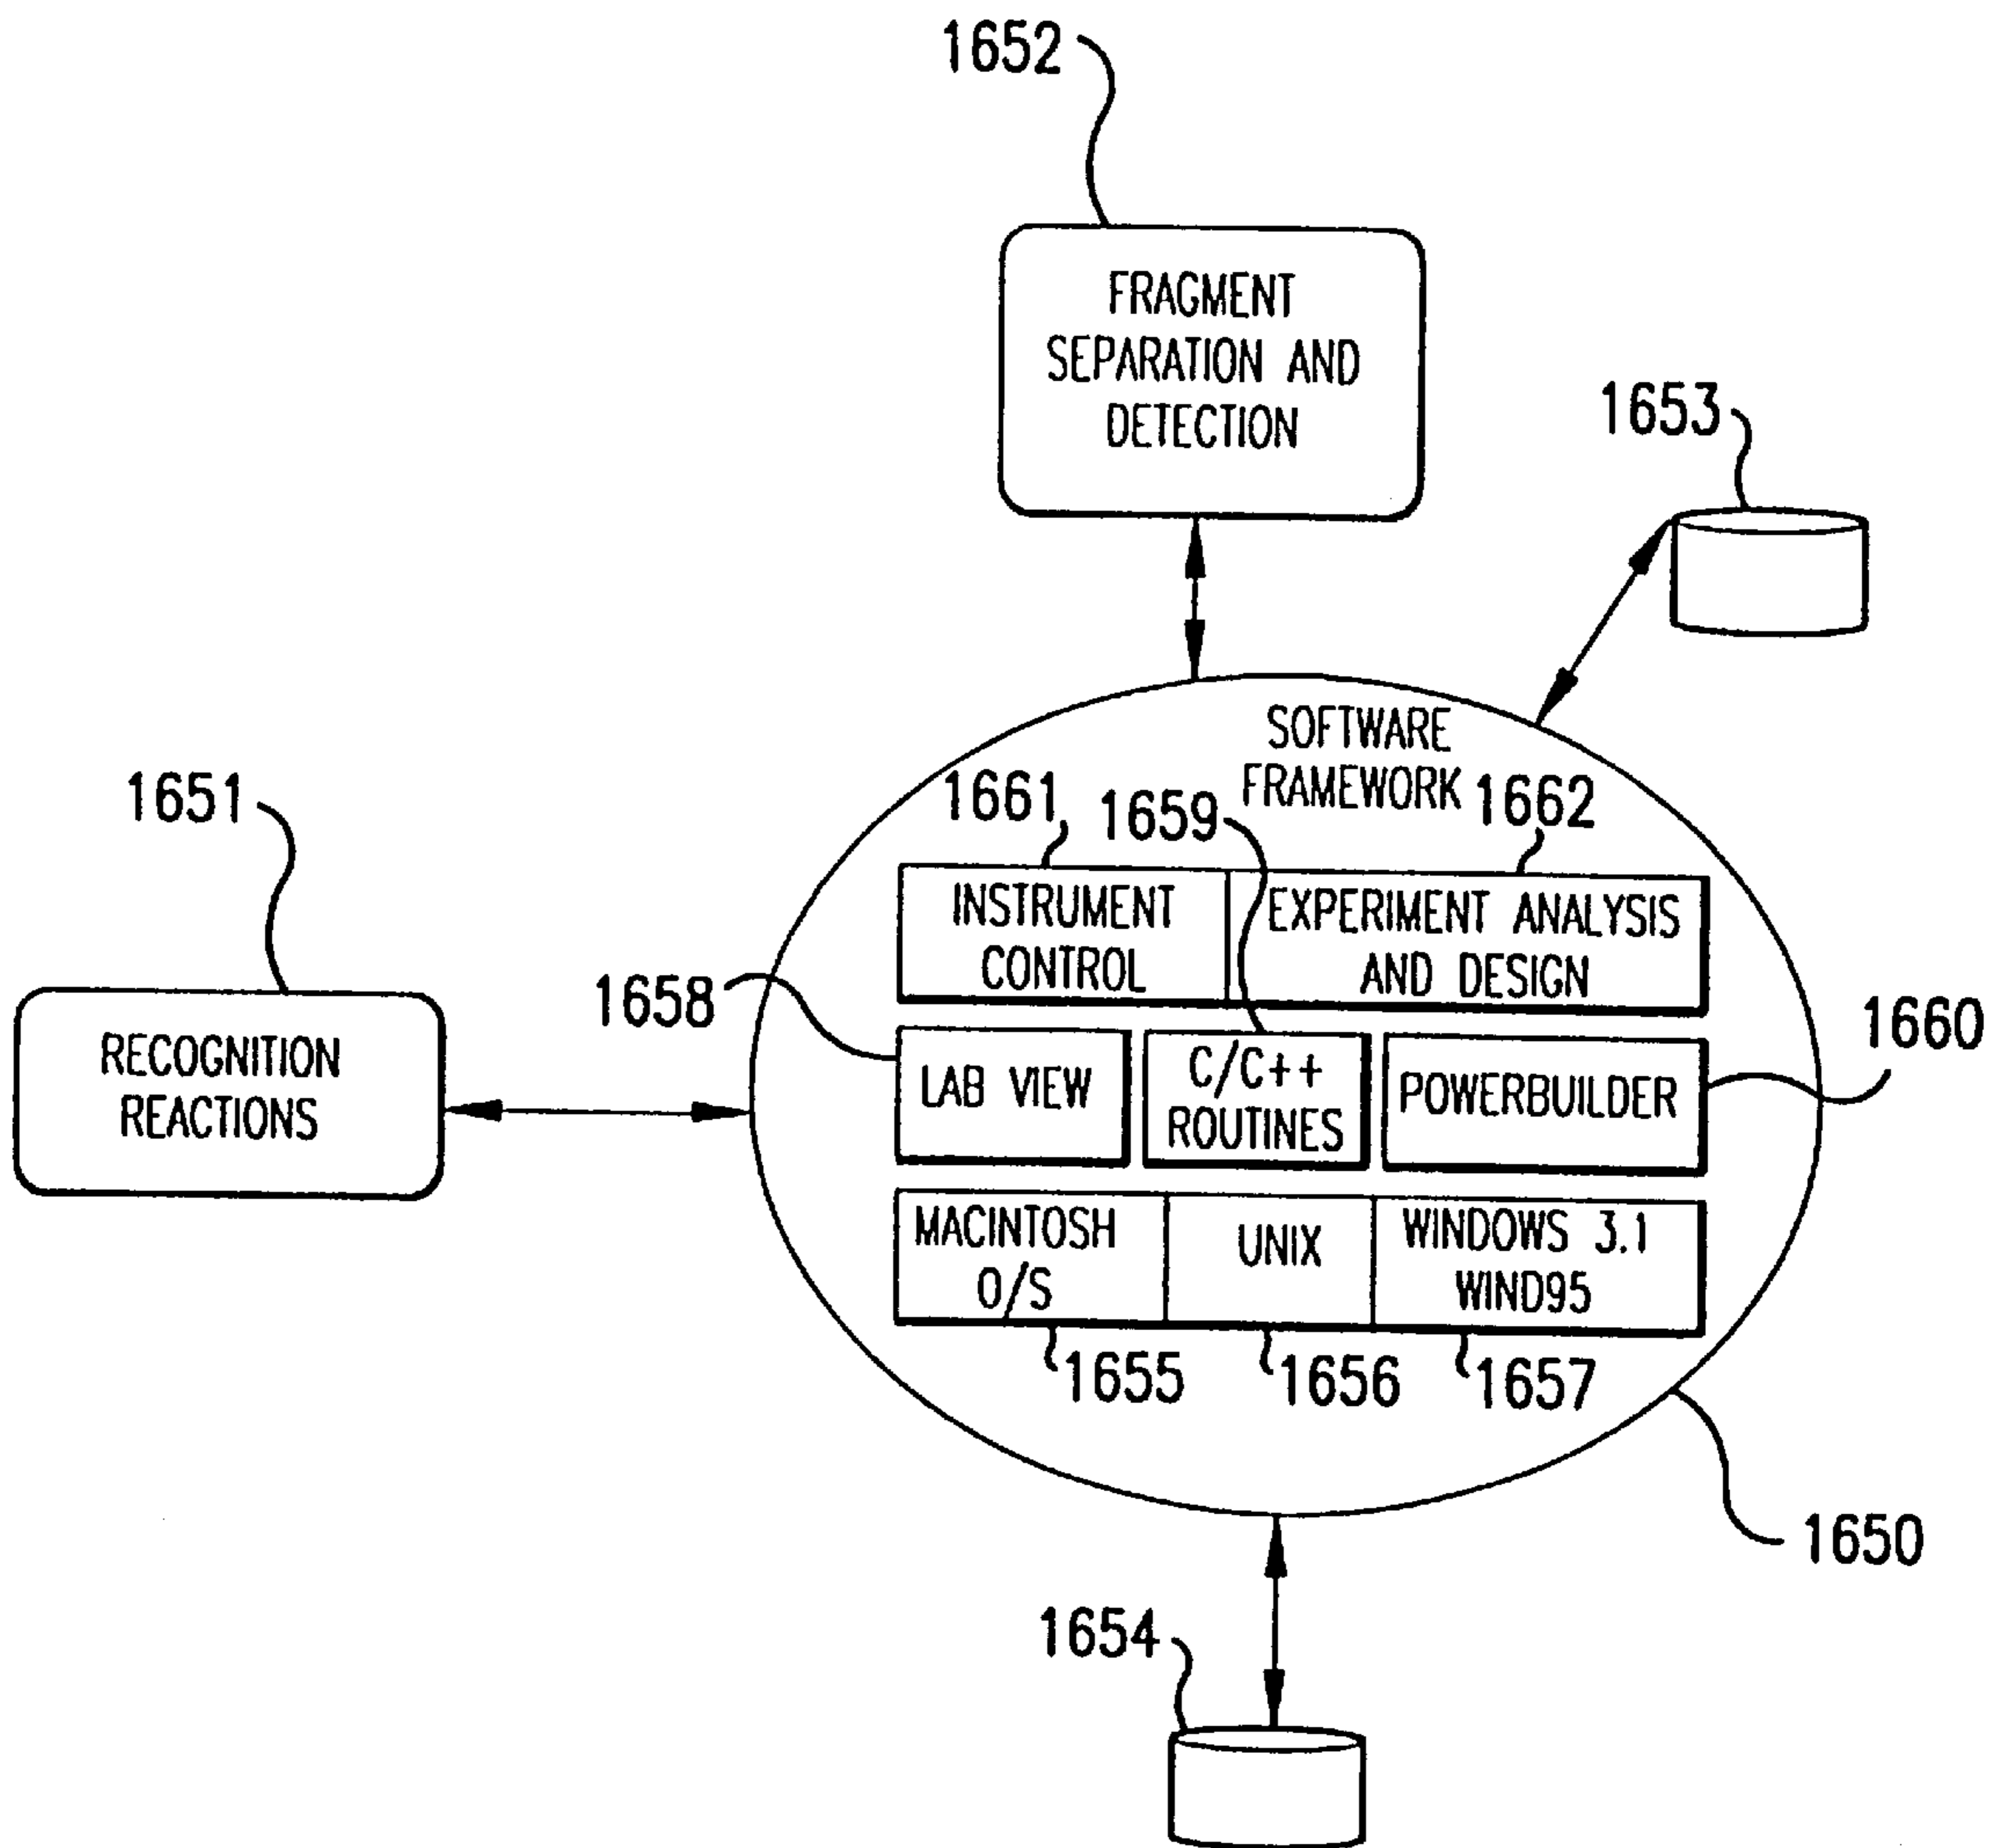 1652
FRAGMENT
SEPARATION AND
DETECTION
1653
SOFTWARE
FRAMEWORK
1651
1661
1659
1662
INSTRUMENT
CONTROL
EXPERIMENT ANALYSIS
AND DESIGN
1658
1660
RECOGNITION
REACTIONS
LAB VIEW
C/C++
ROUTINES
POWERBUILDER
MACINTOSH
O/S
UNIX
WINDOWS 3.1
WIND95
1655
1656
1657
1650
1654